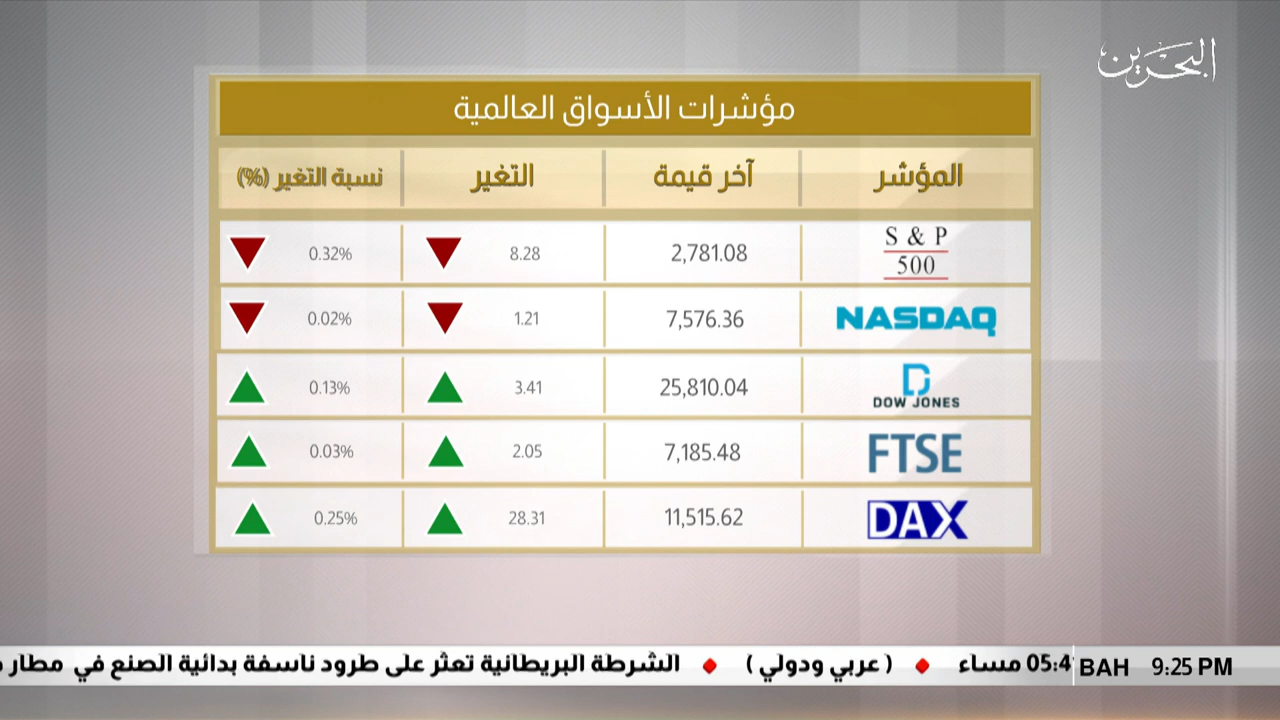 البحرين
مؤشرات الأسواق العالمية
المؤشر آخر قيمة التغير نسبة التغير (%)
S & P 500 2,781.08 8.28 0.32%
NASDAQ 7,576.36 1.21 0.02%
DOW JONES 25,810.04 3.41 0.13%
FTSE 7,185.48 2.05 0.03%
DAX 11,515.62 28.31 0.25%
BAH 9:25 PM
مساء ( عربي ودولي ) الشرطة البريطانية تعثر على طرود ناسفة بدائية الصنع في مطار